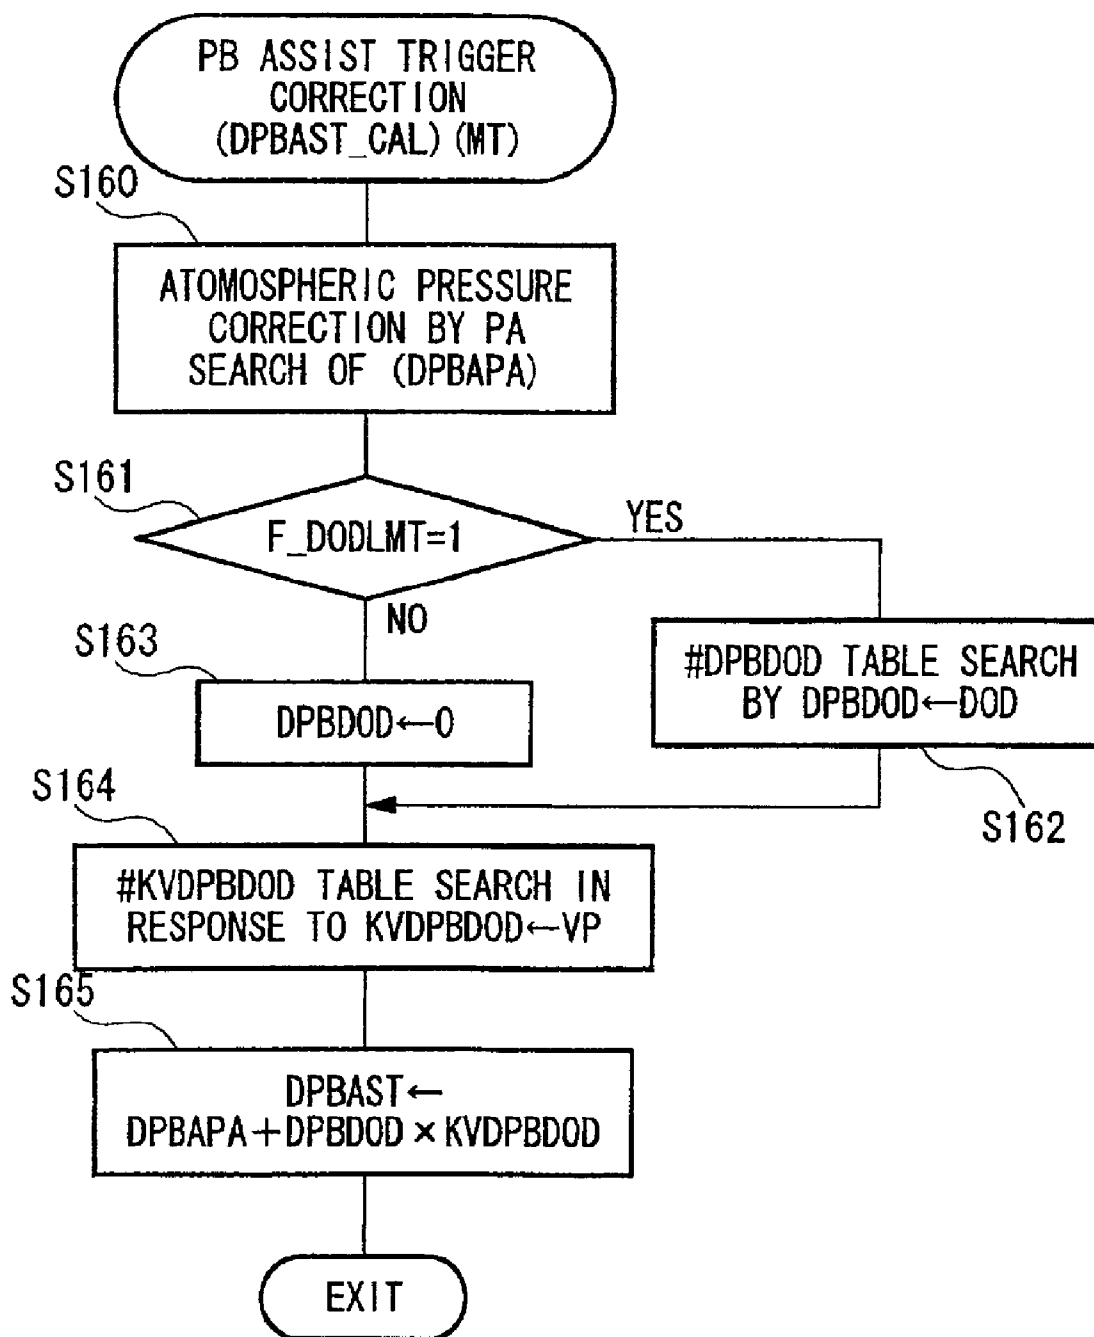 PB ASSIST TRIGGER
CORRECTION
(DPBAST_CAL)(MT)
S160
ATOMOSPHERIC PRESSURE
CORRECTION BY PA
SEARCH OF (DPBAPA)
S161
F_DODLMT=1
YES
NO
S163
DPBDOD←0
#DPBDOD TABLE SEARCH
BY DPBDOD←DOD
S162
S164
#KVDPBDOD TABLE SEARCH IN
RESPONSE TO KVDPBDOD←VP
S165
DPBAST←
DPBAPA+DPBDOD×KVDPBDOD
EXIT